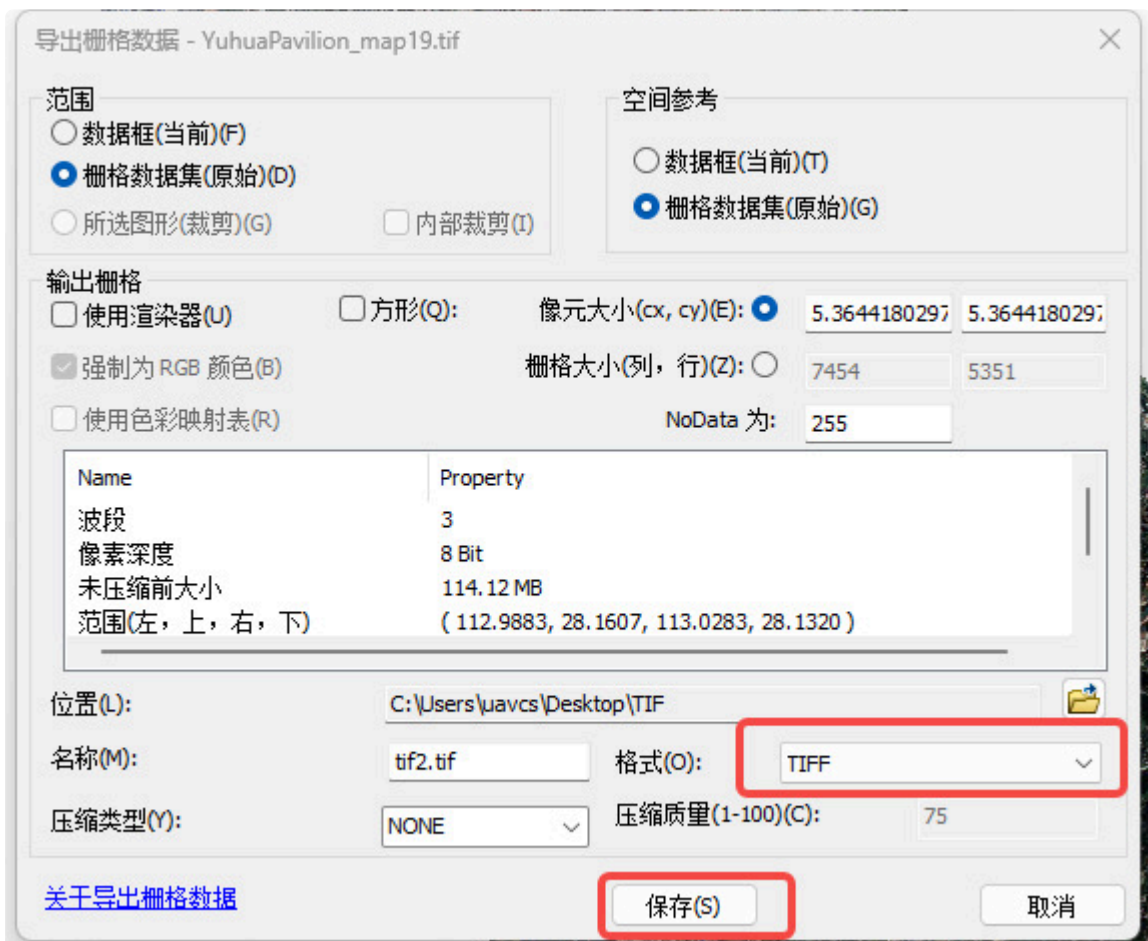 导出栅格数据 - YuhuaPavilion_map19.tif
范围
数据框(当前)(F)
栅格数据集(原始)(D)
所选图形(裁剪)(G) 内部裁剪(I)
空间参考
数据框(当前)(T)
栅格数据集(原始)(G)
输出栅格
使用渲染器(U) 方形(Q): 像元大小(cx, cy)(E): 5.3644180297 5.3644180297
强制为 RGB 颜色(B) 栅格大小(列，行)(Z): 7454 5351
使用色彩映射表(R) NoData 为: 255
Name Property
波段 3
像素深度 8 Bit
未压缩前大小 114.12 MB
范围(左，上，右，下) ( 112.9883, 28.1607, 113.0283, 28.1320 )
位置(L): C:\Users\uavcs\Desktop\TIF
名称(M): tif2.tif 格式(O): TIFF
压缩类型(Y): NONE 压缩质量(1-100)(C): 75
关于导出栅格数据 保存(S) 取消